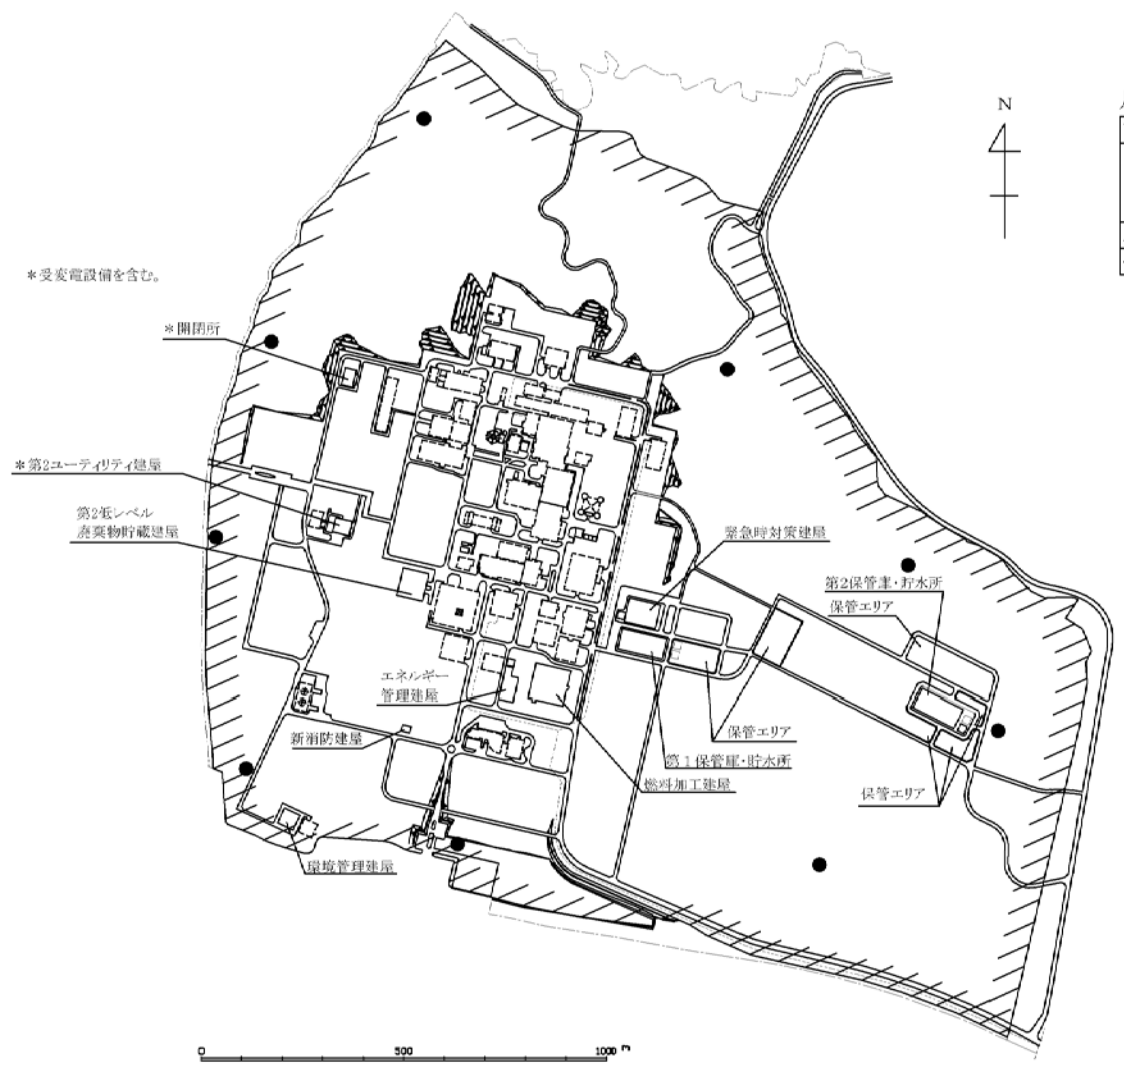 N
＊受変電設備を含む。
＊開閉所
＊第2ユーティリティ建屋
第2低レベル
廃棄物貯蔵建屋
緊急時対策建屋
第2保管庫・貯水所
保管エリア
エネルギー
管理建屋
保管エリア
新消防建屋
第1保管庫・貯水所
燃料加工建屋
保管エリア
環境管理建屋
0 500 1000 m